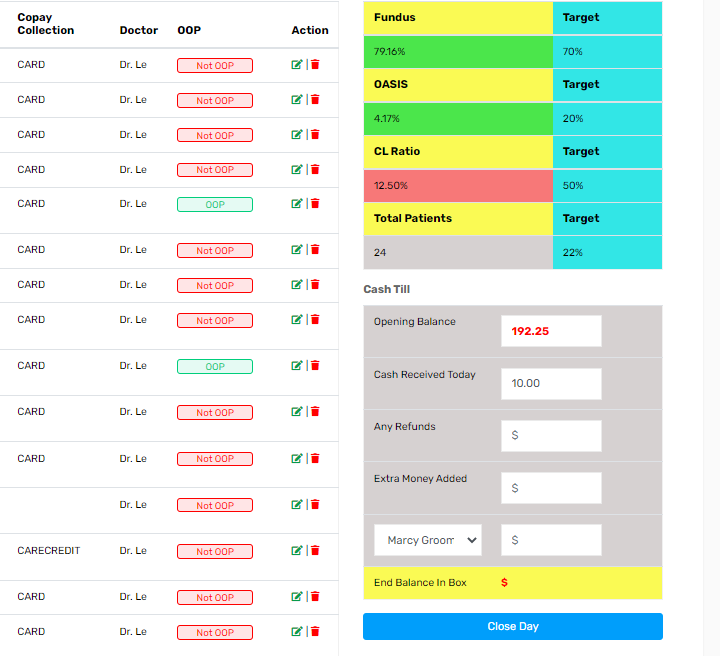 Copay Collection Doctor OOP Action
CARD Dr. Le Not OOP
CARD Dr. Le Not OOP
CARD Dr. Le Not OOP
CARD Dr. Le Not OOP
CARD Dr. Le OOP
CARD Dr. Le Not OOP
CARD Dr. Le Not OOP
CARD Dr. Le Not OOP
CARD Dr. Le OOP
CARD Dr. Le Not OOP
CARD Dr. Le Not OOP
Dr. Le Not OOP
CARECREDIT Dr. Le Not OOP
CARD Dr. Le Not OOP
CARD Dr. Le Not OOP
Fundus Target
79.16% 70%
OASIS Target
4.17% 20%
CL Ratio Target
12.50% 50%
Total Patients Target
24 22%
Cash Till
Opening Balance 192.25
Cash Received Today 10.00
Any Refunds $
Extra Money Added $
Marcy Groom $
End Balance In Box $
Close Day